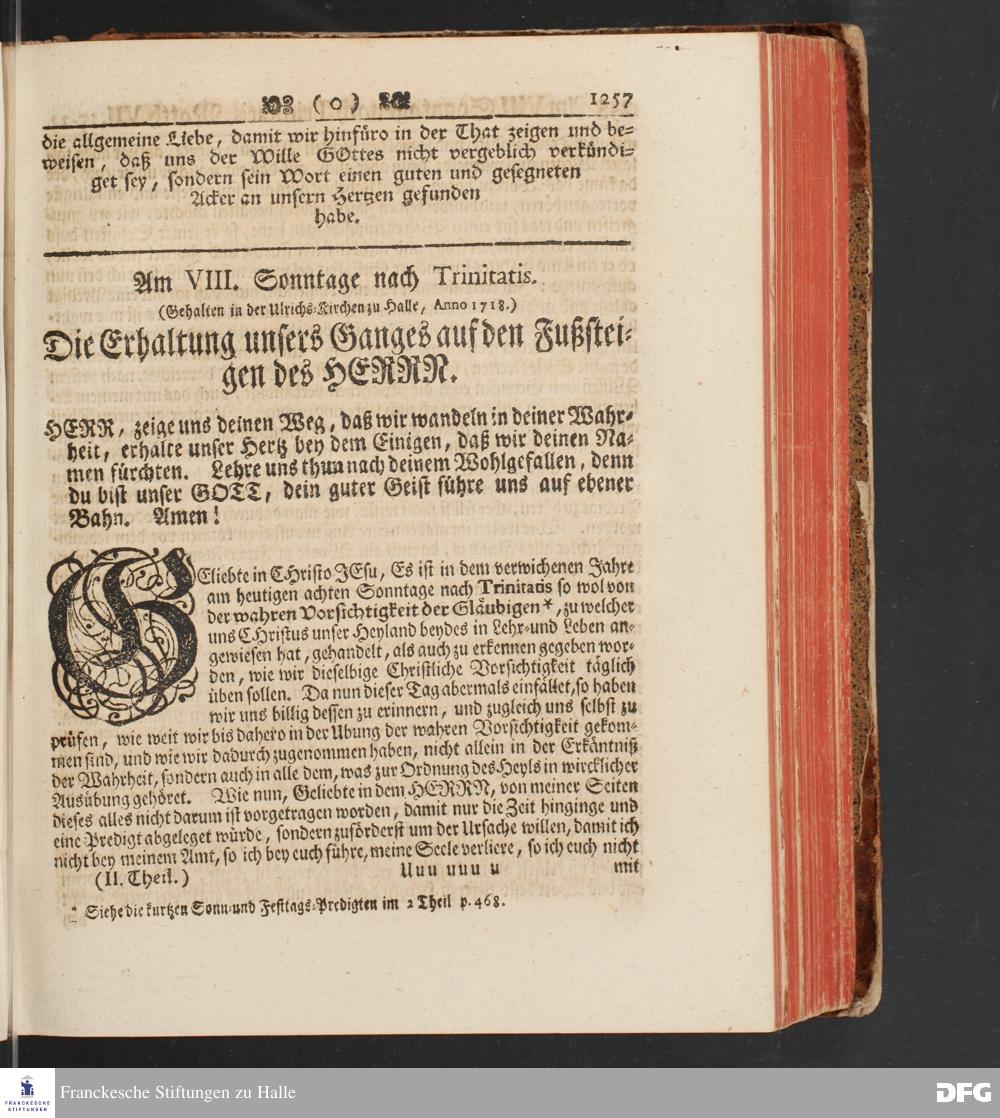 ( o ) 1257
die allgemeine Liebe, damit wir hinfüro in der That zeigen und be-
weisen, daß uns der Wille GOttes nicht vergeblich verkündi-
get sey, sondern sein Wort einen guten und gesegneten
Acker an unsern Hertzen gefunden
habe.
Am VIII. Sonntage nach Trinitatis.
(Gehalten in der Ulrichs-Kirchen zu Halle, Anno 1718.)
Die Erhaltung unsers Ganges auf den Fußstei-
gen des HERRN.
HERR, zeige uns deinen Weg, daß wir wandeln in deiner Wahr-
heit, erhalte unser Hertz bey dem Einigen, daß wir deinen Na-
men fürchten. Lehre uns thun nach deinem Wohlgefallen, denn
du bist unser GOTT, dein guter Geist führe uns auf ebener
Bahn. Amen!
GEliebte in CHristo JEsu, Es ist in dem verwichenen Jahre
am heutigen achten Sonntage nach Trinitatis so wol von
der wahren Vorsichtigkeit der Gläubigen*, zu welcher
uns CHristus unser Heyland beydes in Lehr- und Leben an-
gewiesen hat, gehandelt, als auch zu erkennen gegeben wor-
den, wie wir dieselbige Christliche Vorsichtigkeit täglich
üben sollen. Da nun dieser Tag abermals einfället, so haben
wir uns billig dessen zu erinnern, und zugleich uns selbst zu
prüfen, wie weit wir bis dahero in der Ubung der wahren Vorsichtigkeit gekom-
men sind, und wie wir dadurch zugenommen haben, nicht allein in der Erkäntniß
der Wahrheit, sondern auch in alle dem, was zur Ordnung des Heyls in wircklicher
Ausübung gehöret. Wie nun, Geliebte in dem HERRN, von meiner Seiten
dieses alles nicht darum ist vorgetragen worden, damit nur die Zeit hinginge und
eine Predigt abgeleget würde, sondern zuförderst um der Ursache willen, damit ich
nicht bey meinem Amt, so ich bey euch führe, meine Seele verliere, so ich euch nicht
(II. Theil.) Uuu uuu u mit
* Siehe die kurtzen Sonn- und Festtags-Predigten im 2 Theil p. 468.
FRANCKESCHE
STIFTUNGEN
Franckesche Stiftungen zu Halle
DFG